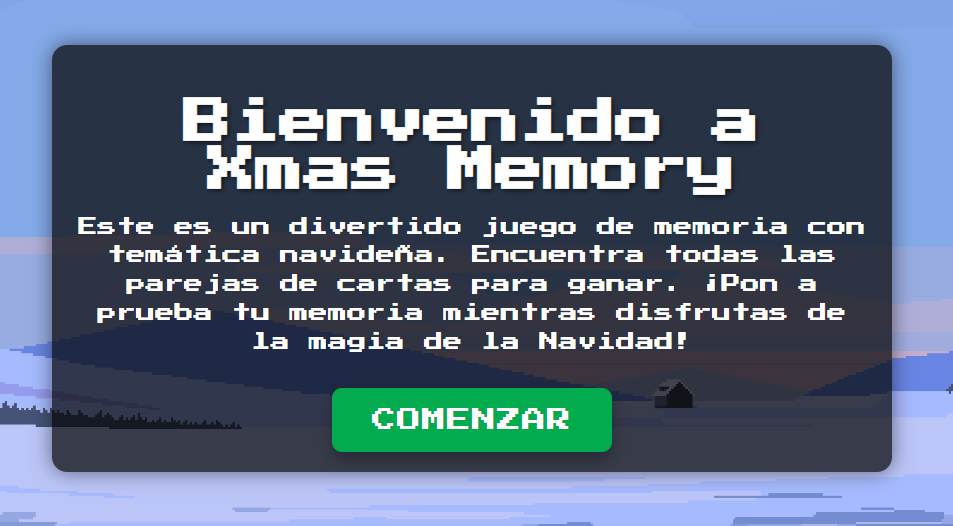 Bienvenido a
Xmas Memory
Este es un divertido juego de memoria con
temática navideña. Encuentra todas las
parejas de cartas para ganar. ¡Pon a
prueba tu memoria mientras disfrutas de
la magia de la Navidad!
COMENZAR